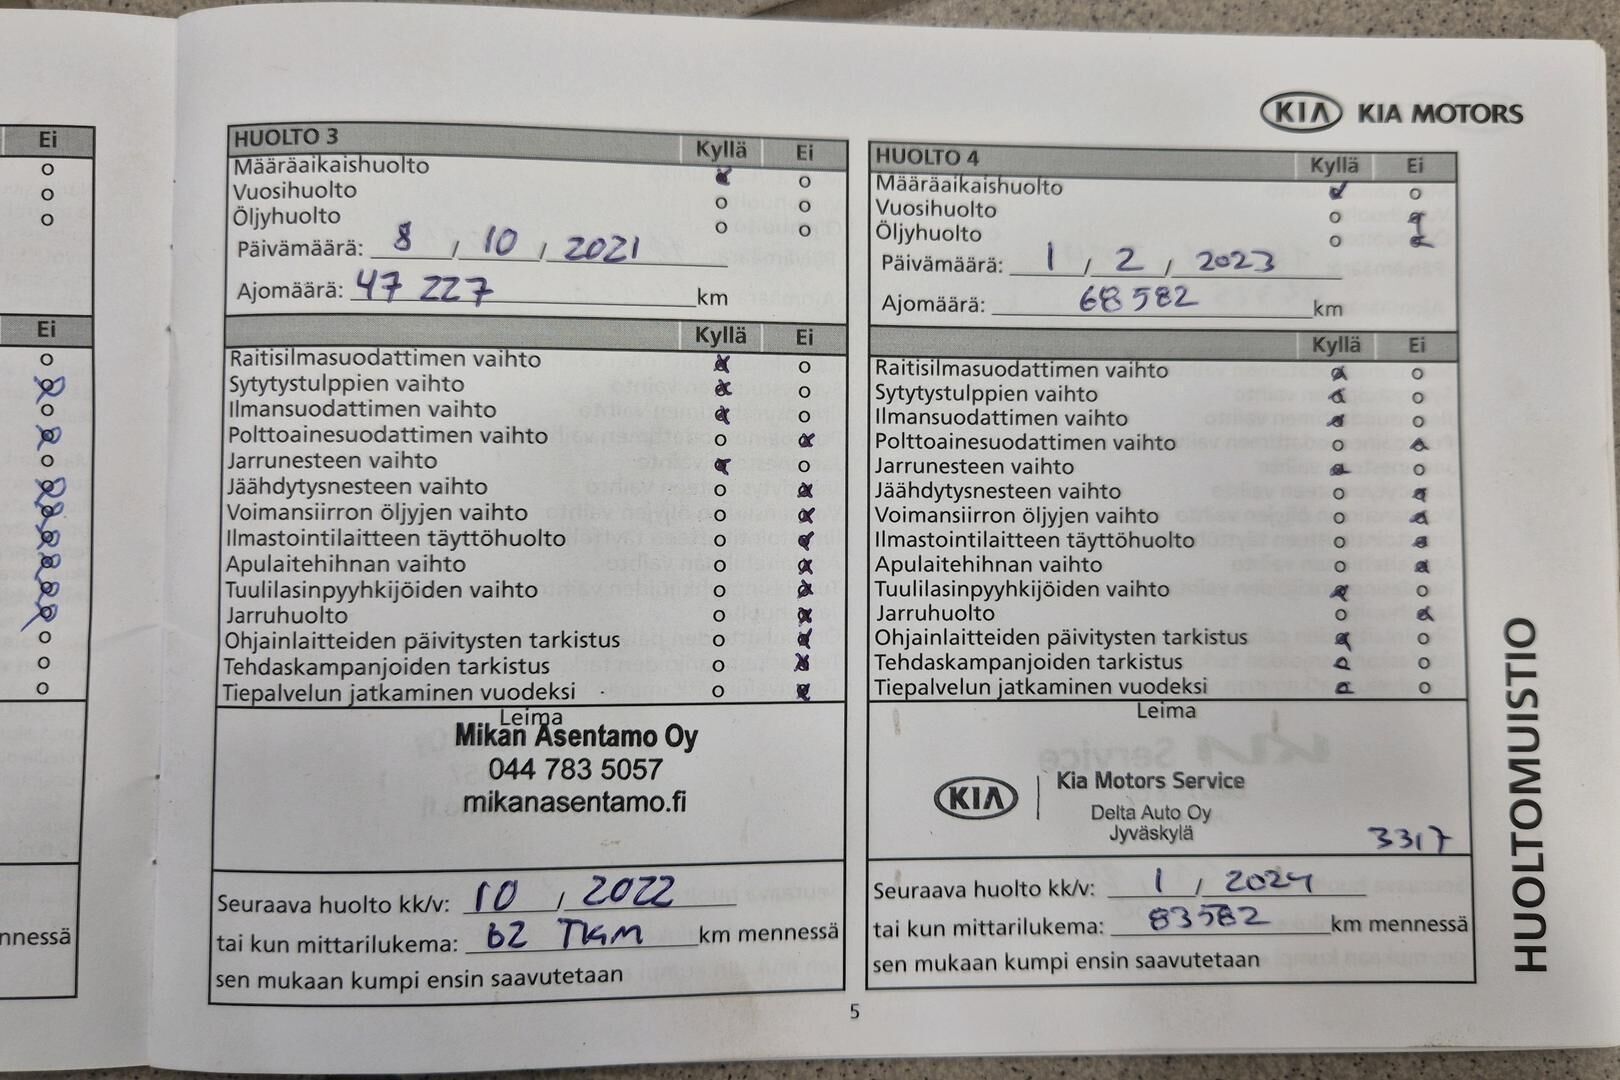 Ei
Ei
nnessä
KIA KIA MOTORS
HUOLTO 3 Kyllä Ei
Määräaikaishuolto
Vuosihuolto
Öljyhuolto
Päivämäärä: 8 / 10 / 2021
Ajomäärä: 47 227 km
Kyllä Ei
Raitisilmasuodattimen vaihto
Sytytystulppien vaihto
Ilmansuodattimen vaihto
Polttoainesuodattimen vaihto
Jarrunesteen vaihto
Jäähdytysnesteen vaihto
Voimansiirron öljyjen vaihto
Ilmastointilaitteen täyttöhuolto
Apulaitehihnan vaihto
Tuulilasinpyyhkijöiden vaihto
Jarruhuolto
Ohjainlaitteiden päivitysten tarkistus
Tehdaskampanjoiden tarkistus
Tiepalvelun jatkaminen vuodeksi
Leima
Mikan Asentamo Oy
044 783 5057
mikanasentamo.fi
Seuraava huolto kk/v: 10 / 2022
tai kun mittarilukema: 62 TKM km mennessä
sen mukaan kumpi ensin saavutetaan
HUOLTO 4 Kyllä Ei
Määräaikaishuolto
Vuosihuolto
Öljyhuolto
Päivämäärä: 1 / 2 / 2023
Ajomäärä: 68 582 km
Kyllä Ei
Raitisilmasuodattimen vaihto
Sytytystulppien vaihto
Ilmansuodattimen vaihto
Polttoainesuodattimen vaihto
Jarrunesteen vaihto
Jäähdytysnesteen vaihto
Voimansiirron öljyjen vaihto
Ilmastointilaitteen täyttöhuolto
Apulaitehihnan vaihto
Tuulilasinpyyhkijöiden vaihto
Jarruhuolto
Ohjainlaitteiden päivitysten tarkistus
Tehdaskampanjoiden tarkistus
Tiepalvelun jatkaminen vuodeksi
Leima
KIA Kia Motors Service
Delta Auto Oy
Jyväskylä
3317
Seuraava huolto kk/v: 1 / 2024
tai kun mittarilukema: 83582 km mennessä
sen mukaan kumpi ensin saavutetaan
HUOLTOMUISTIO
5